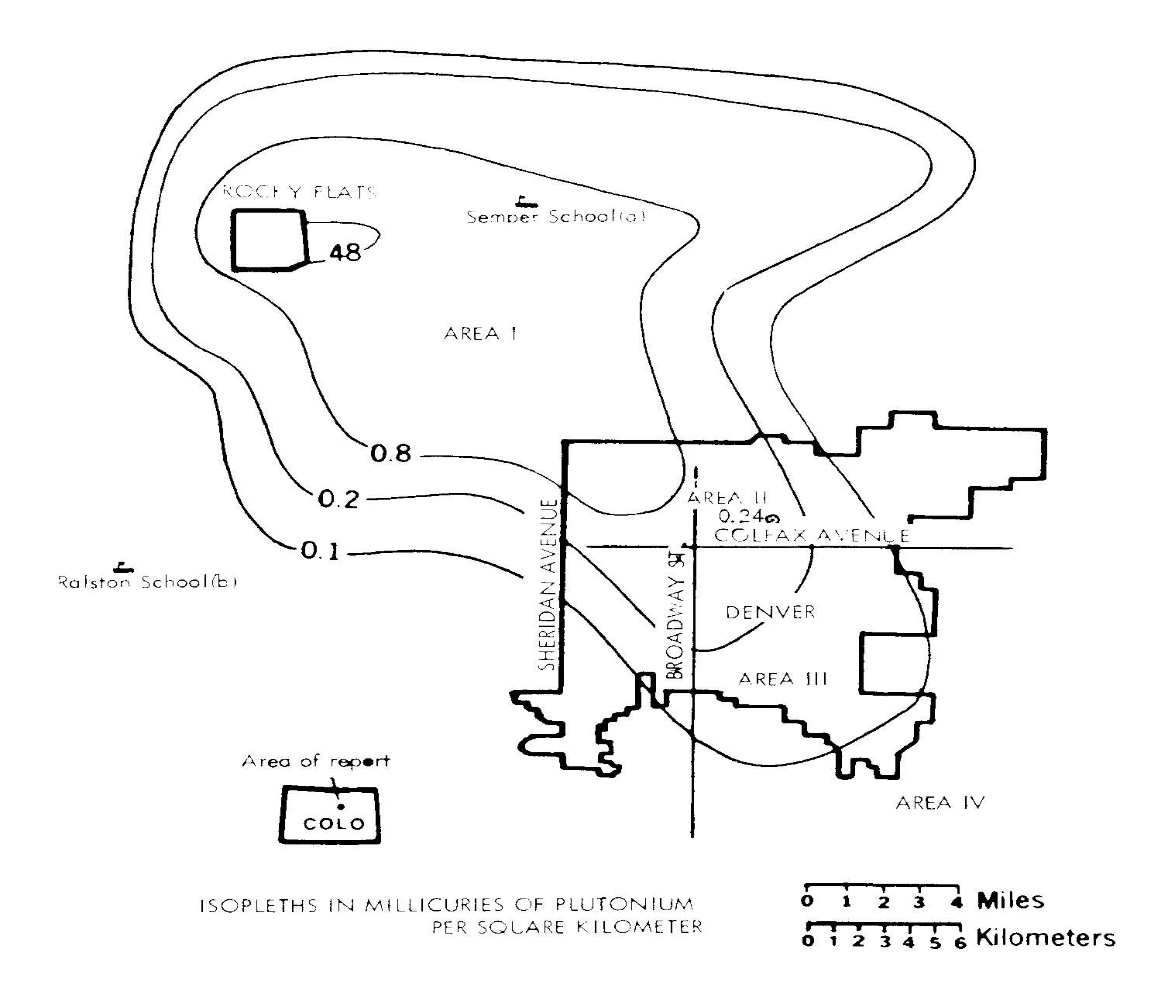 ROCKY FLATS
Semper School(a)
48
AREA I
0.8
0.2
AREA II
0.24
COLFAX AVENUE
0.1
SHERIDAN AVENUE
BROADWAY ST
Ralston School(b)
DENVER
AREA III
Area of report
COLO
AREA IV
ISOPLETHS IN MILLICURIES OF PLUTONIUM
PER SQUARE KILOMETER
0 1 2 3 4 Miles
0 1 2 3 4 5 6 Kilometers